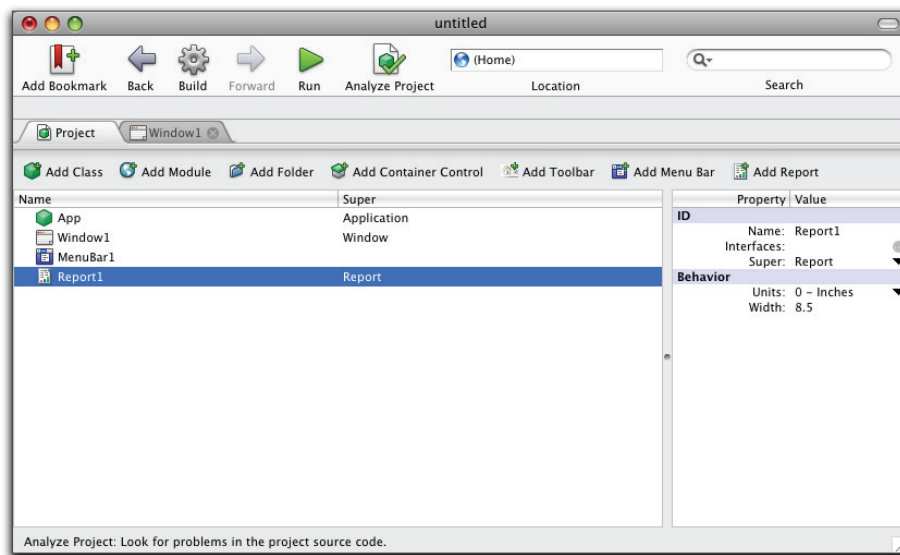 untitled
Add Bookmark Back Build Forward Run Analyze Project (Home) Location Search
Project Window1
Add Class Add Module Add Folder Add Container Control Add Toolbar Add Menu Bar Add Report
Name Super Property Value
App Application ID
Window1 Window Name: Report1
MenuBar1 Interfaces:
Report1 Report Super: Report
Behavior
Units: 0 – Inches
Width: 8.5
Analyze Project: Look for problems in the project source code.